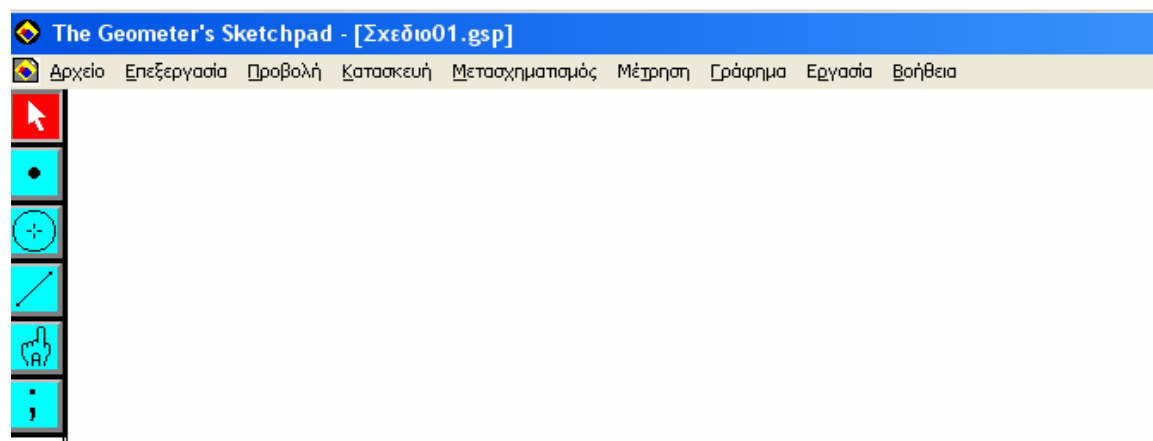 The Geometer's Sketchpad - [Σχεδιο01.gsp]
Αρχείο Επεξεργασία Προβολή Κατασκευή Μετασχηματισμός Μέτρηση Γράφημα Εργασία Βοήθεια
A
;